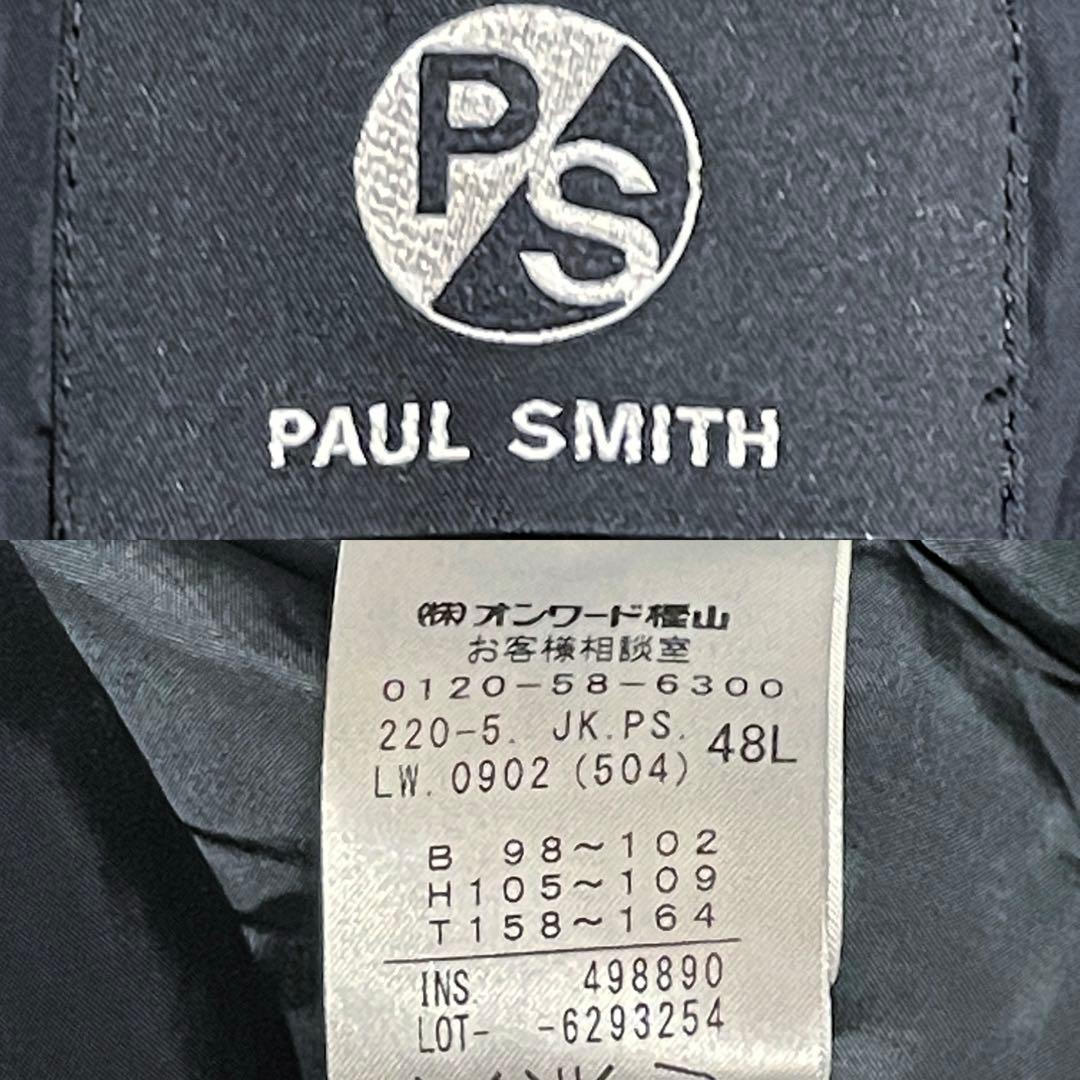 PS
PAUL SMITH
(株)オンワード樫山
お客様相談室
0120-58-6300
220-5. JK.PS. 48L
LW. 0902 (504)
B 98~102
H105~109
T158~164
INS. 498890
LOT- -6293254